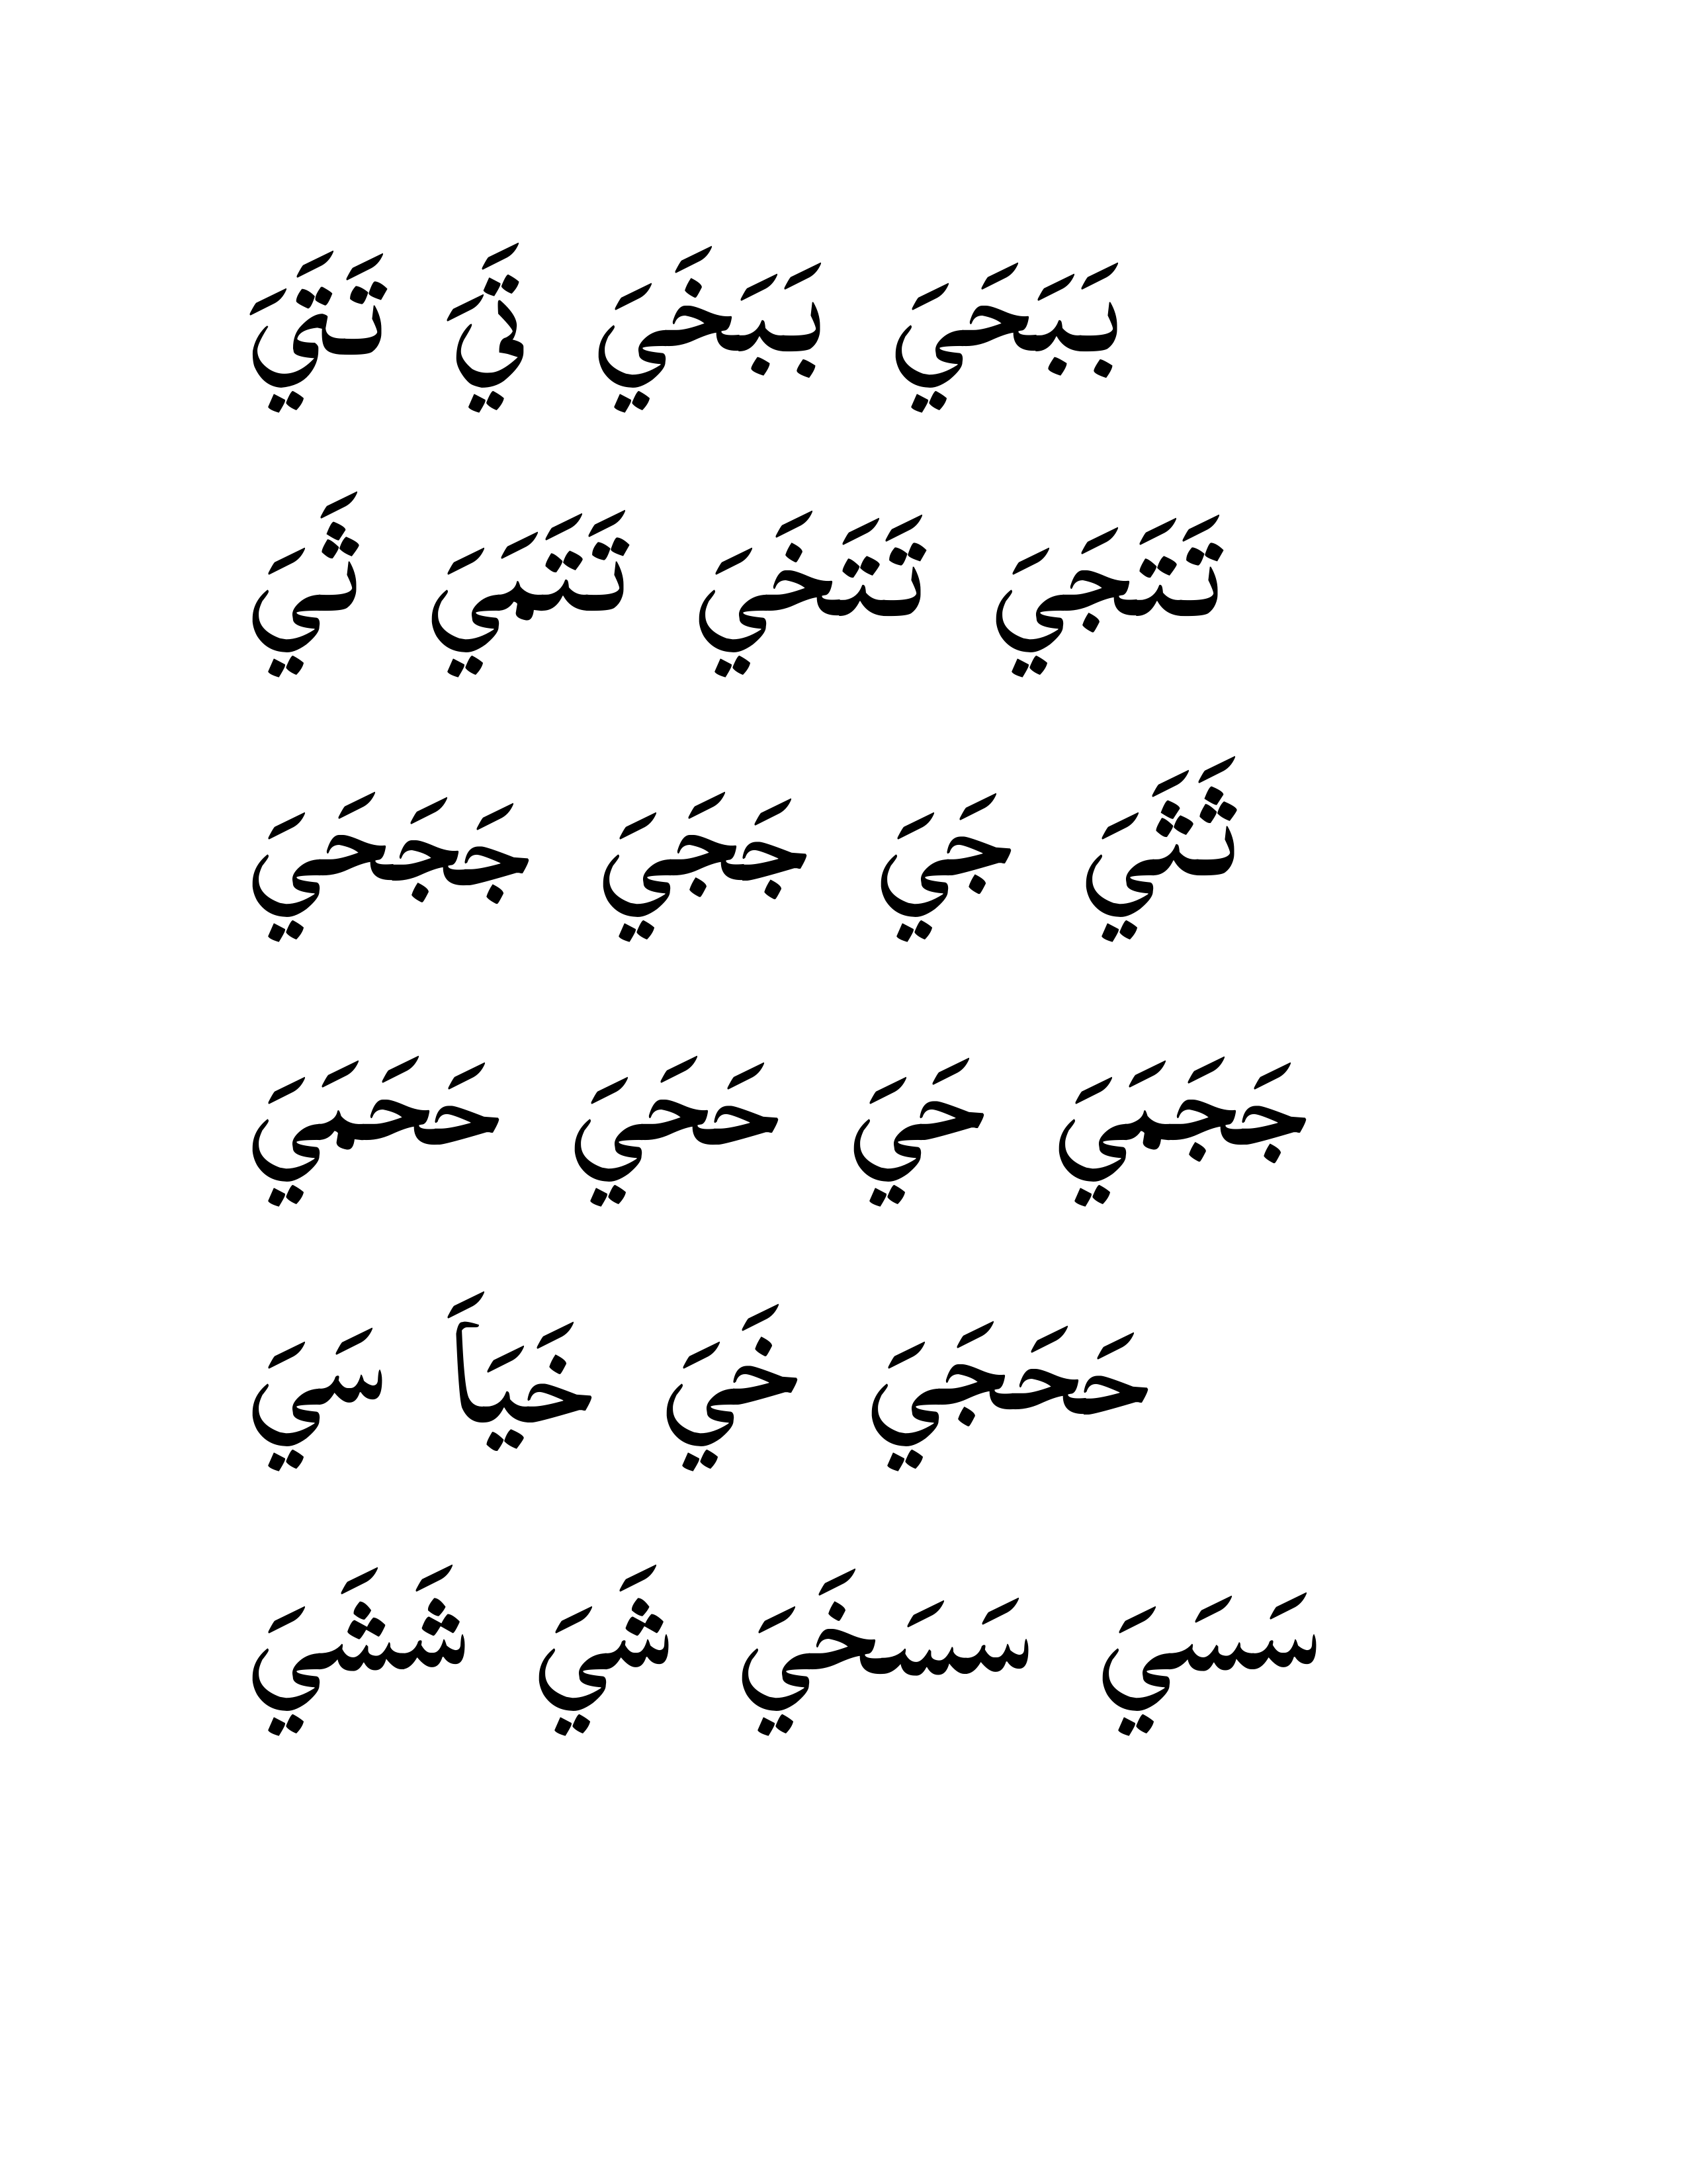 بَبَحَيَ بَبَخَيَ تَيَ تَتَيَ
تَتَجَيَ تَتَخَيَ تَتَمَيَ ثَيَ
ثَثَيَ جَيَ جَجَيَ جَجَحَيَ
جَجَمَيَ حَيَ حَحَيَ حَحَمَيَ
حَحَجَيَ خَيَ خَيَاَ سَيَ
سَسَيَ سَسَخَيَ شَيَ شَشَيَ